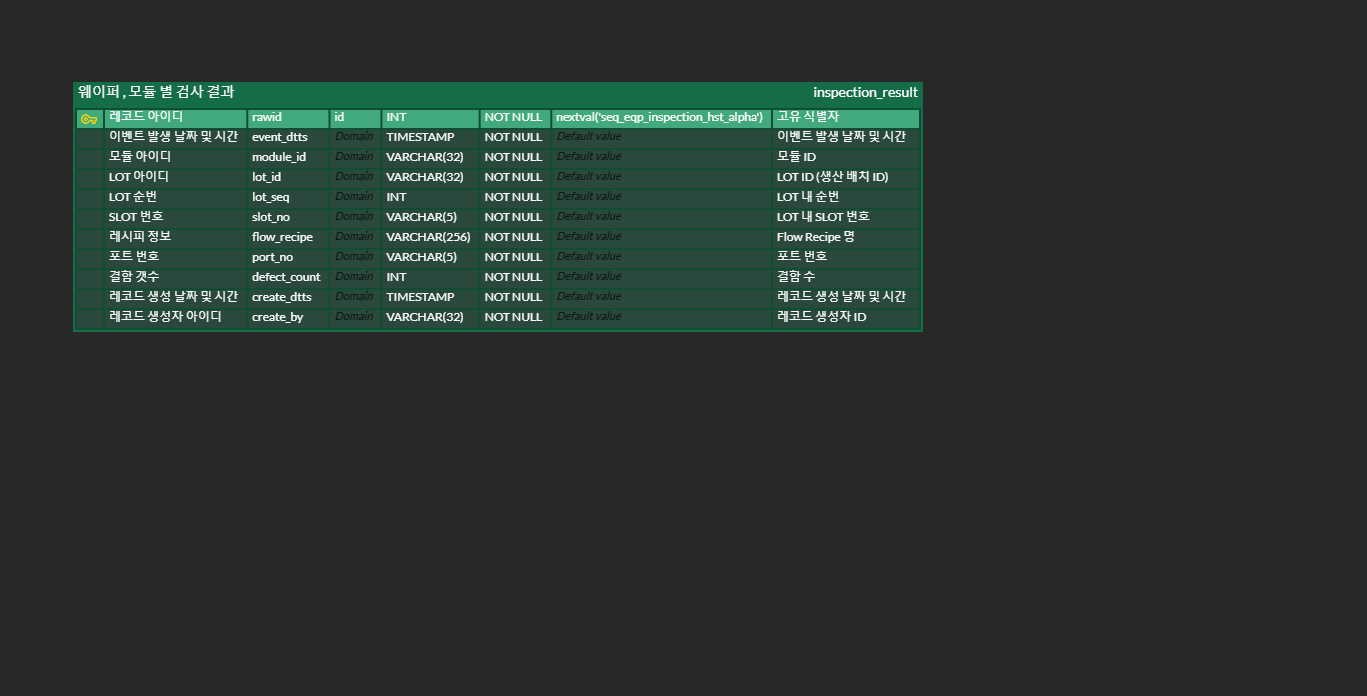 웨이퍼 , 모듈 별 검사 결과 inspection_result
레코드 아이디 rawid id INT NOT NULL nextval('seq_eqp_inspection_hst_alpha') 고유 식별자
이벤트 발생 날짜 및 시간 event_dtts Domain TIMESTAMP NOT NULL Default value 이벤트 발생 날짜 및 시간
모듈 아이디 module_id Domain VARCHAR(32) NOT NULL Default value 모듈 ID
LOT 아이디 lot_id Domain VARCHAR(32) NOT NULL Default value LOT ID (생산 배치 ID)
LOT 순번 lot_seq Domain INT NOT NULL Default value LOT 내 순번
SLOT 번호 slot_no Domain VARCHAR(5) NOT NULL Default value LOT 내 SLOT 번호
레시피 정보 flow_recipe Domain VARCHAR(256) NOT NULL Default value Flow Recipe 명
포트 번호 port_no Domain VARCHAR(5) NOT NULL Default value 포트 번호
결함 갯수 defect_count Domain INT NOT NULL Default value 결함 수
레코드 생성 날짜 및 시간 create_dtts Domain TIMESTAMP NOT NULL Default value 레코드 생성 날짜 및 시간
레코드 생성자 아이디 create_by Domain VARCHAR(32) NOT NULL Default value 레코드 생성자 ID